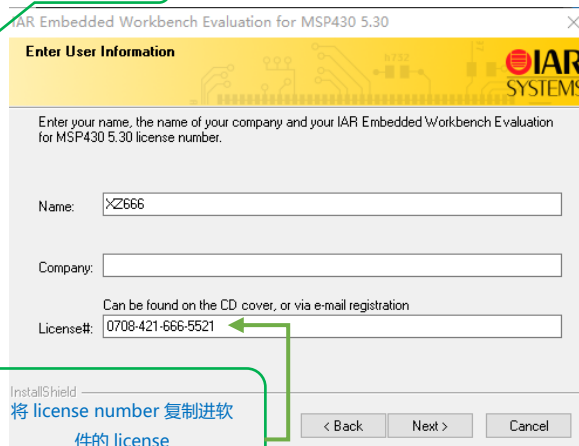 IAR Embedded Workbench Evaluation for MSP430 5.30
Enter User Information
IAR
SYSTEMS
Enter your name, the name of your company and your IAR Embedded Workbench Evaluation
for MSP430 5.30 license number.
Name: XZ666
Company:
Can be found on the CD cover, or via e-mail registration
License#: 0708-421-666-5521
InstallShield
将 license number 复制进软
件的 license
< Back Next > Cancel